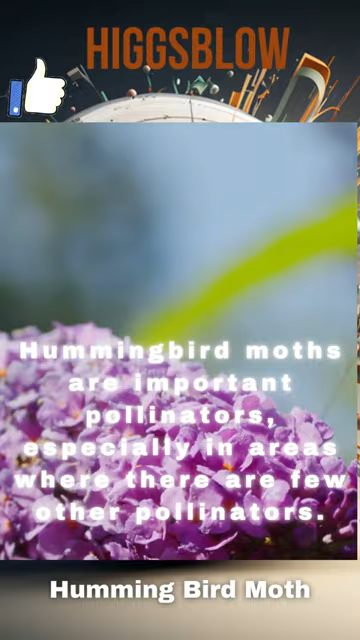 HIGGSBLOW
Hummingbird moths
are important
pollinators,
especially in areas
where there are few
other pollinators.
Humming Bird Moth